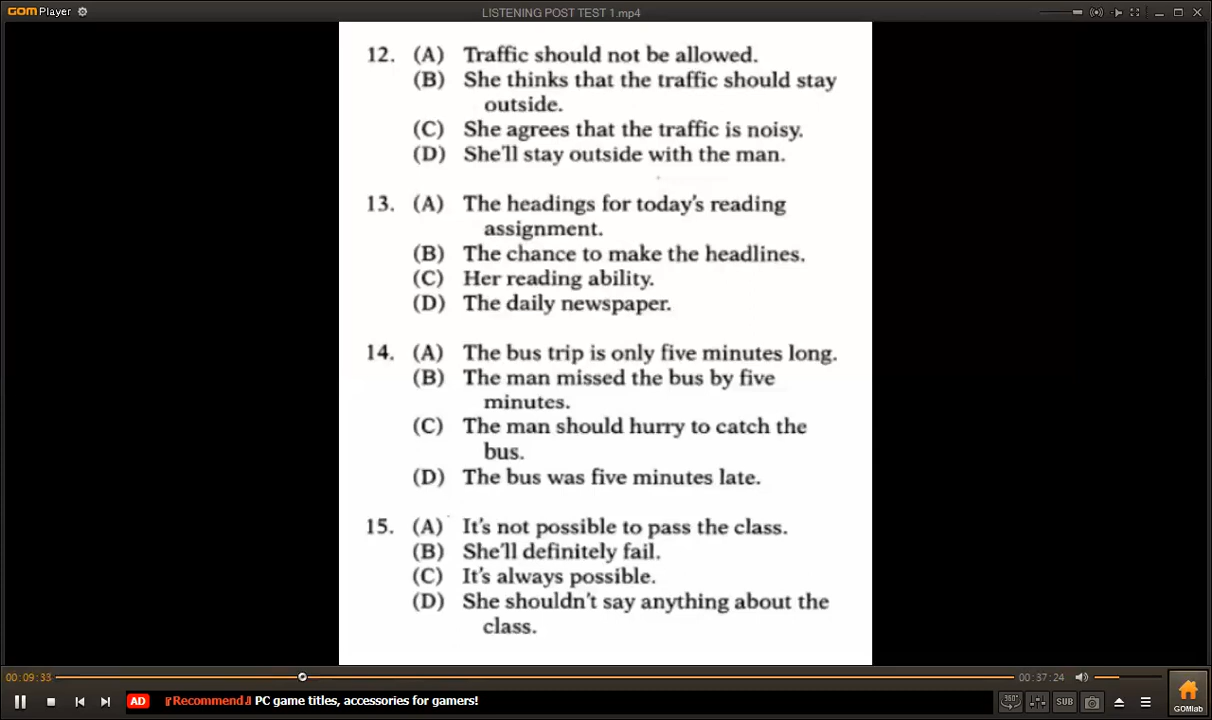 GOM Player
LISTENING POST TEST 1.mp4
12. (A) Traffic should not be allowed.
(B) She thinks that the traffic should stay
outside.
(C) She agrees that the traffic is noisy.
(D) She'll stay outside with the man.
13. (A) The headings for today's reading
assignment.
(B) The chance to make the headlines.
(C) Her reading ability.
(D) The daily newspaper.
14. (A) The bus trip is only five minutes long.
(B) The man missed the bus by five
minutes.
(C) The man should hurry to catch the
bus.
(D) The bus was five minutes late.
15. (A) It's not possible to pass the class.
(B) She'll definitely fail.
(C) It's always possible.
(D) She shouldn't say anything about the
class.
00:09:33
00:37:24
AD 『Recommend』 PC game titles, accessories for gamers!
360°
SUB
GOMlab